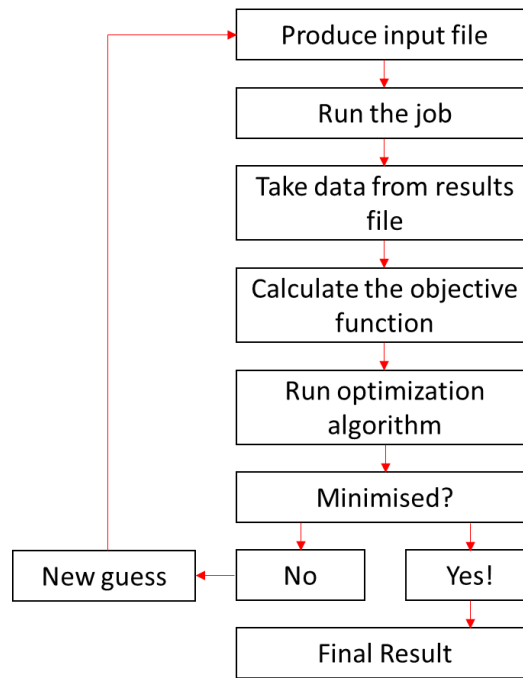 Produce input file
Run the job
Take data from results
file
Calculate the objective
function
Run optimization
algorithm
Minimised?
New guess
No
Yes!
Final Result